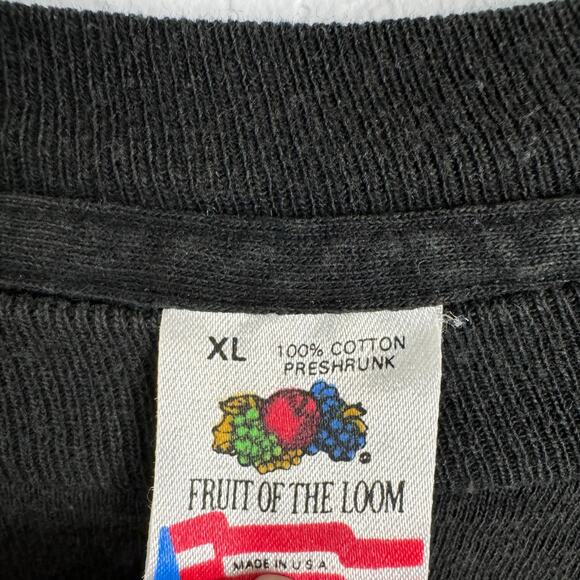 XL
100% COTTON
PRESHRUNK
®
FRUIT OF THE LOOM
MADE IN U S A